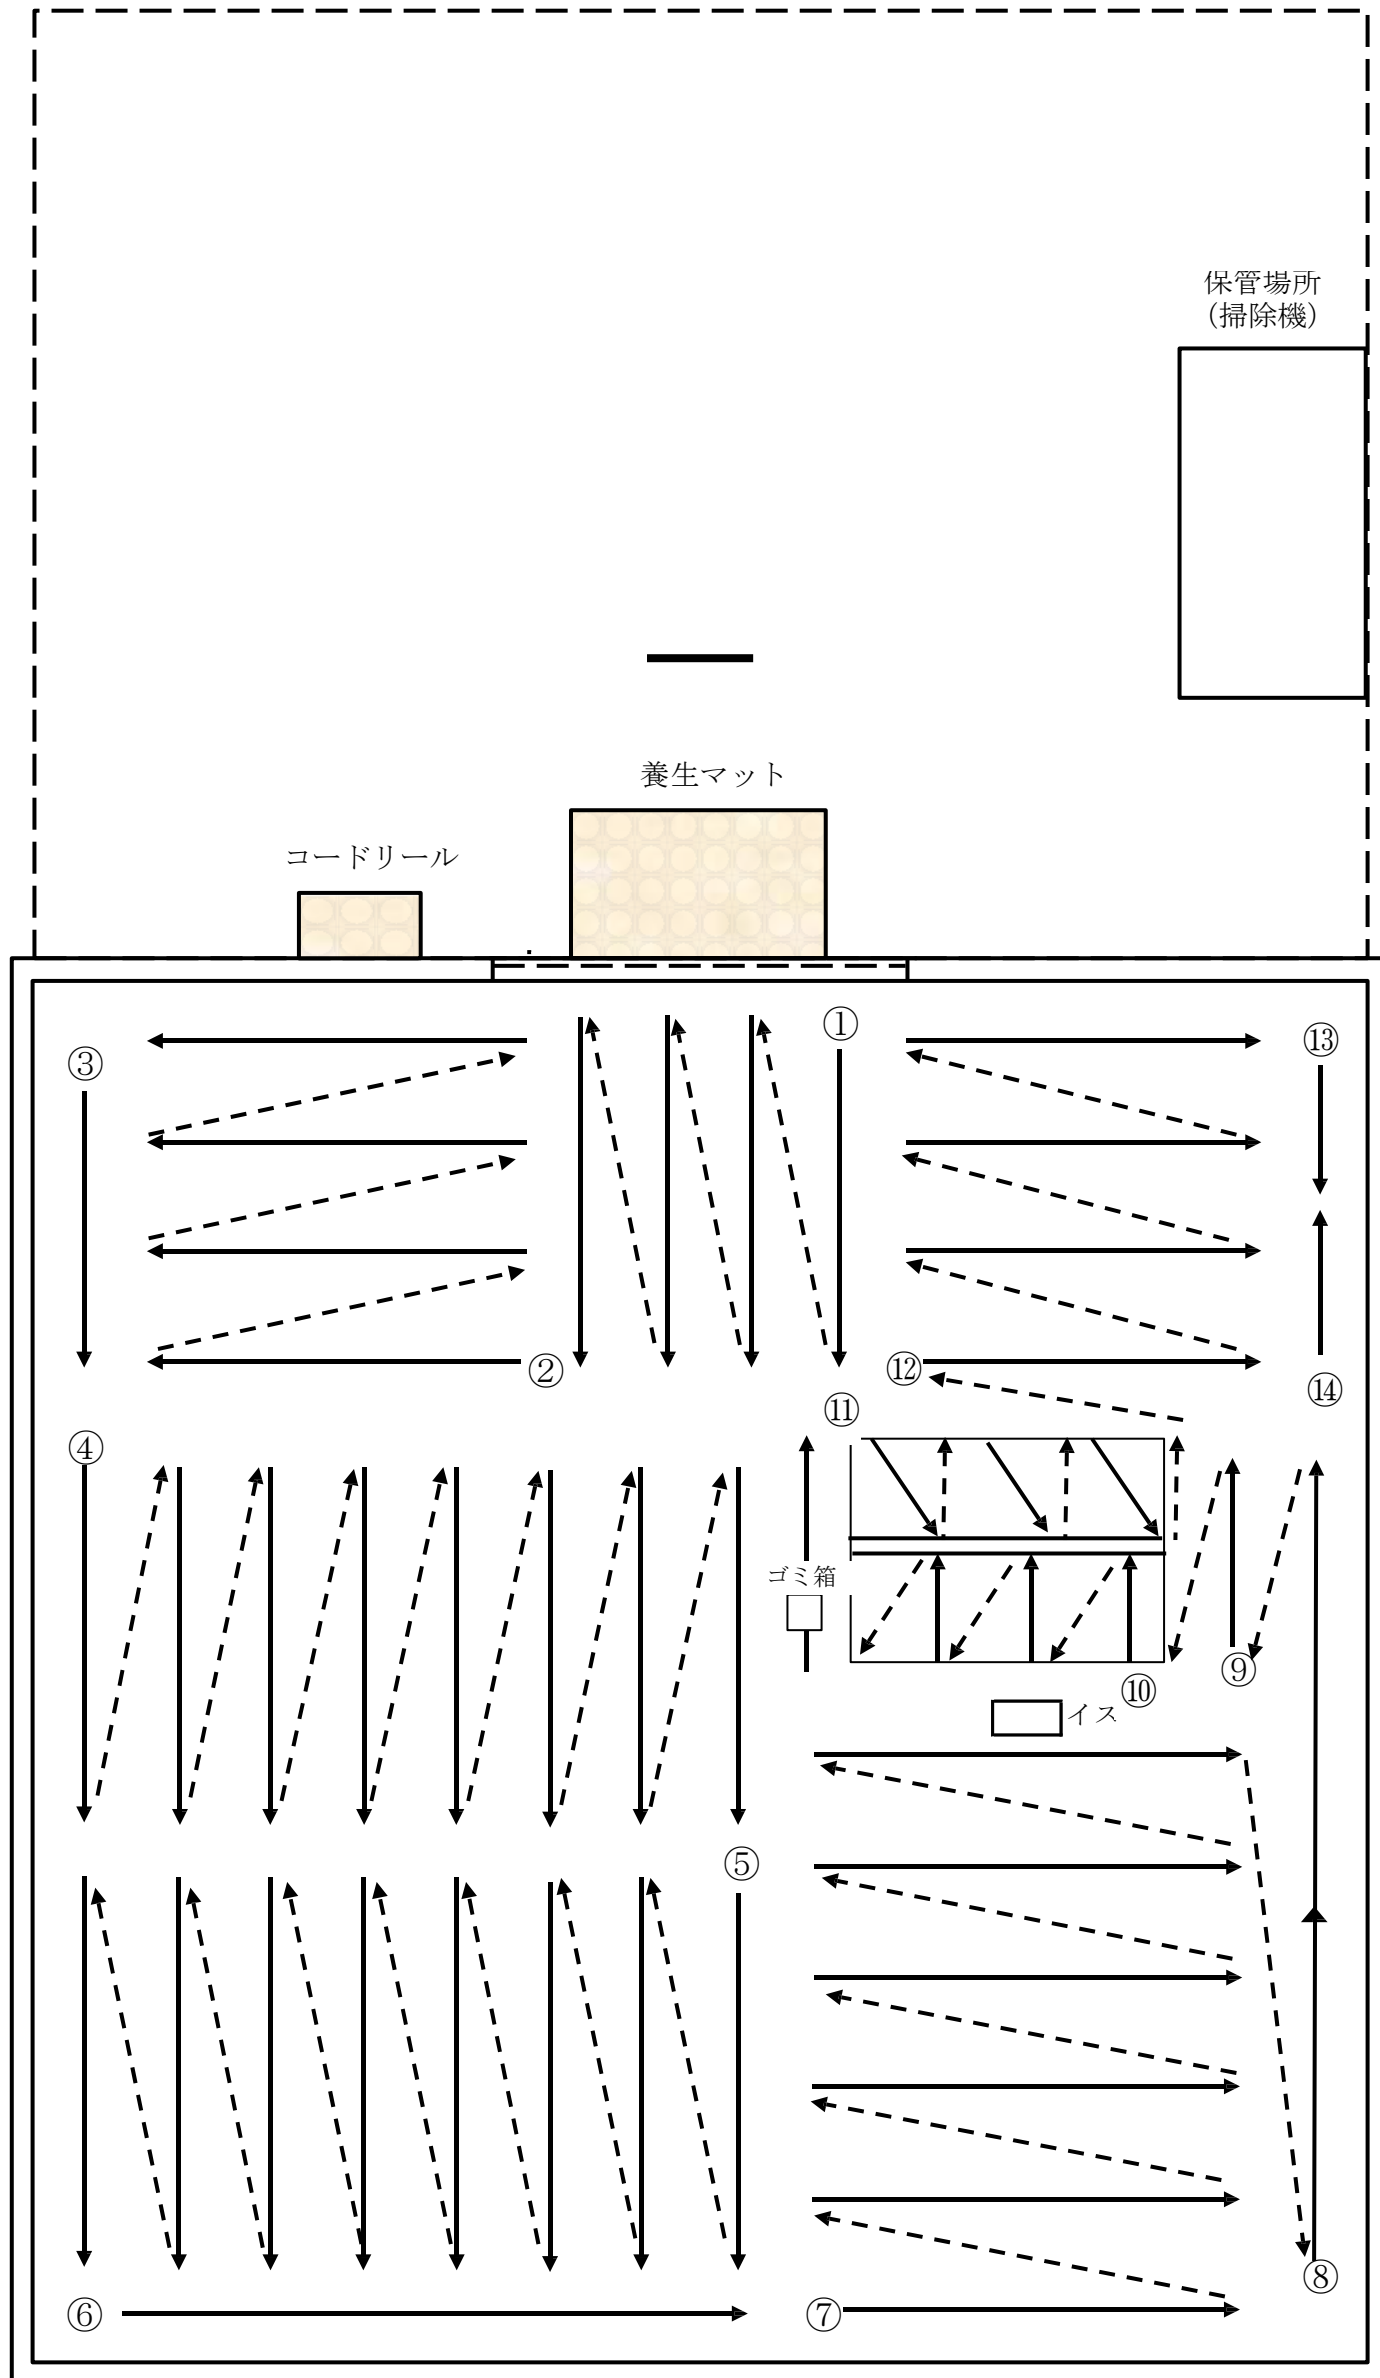 保管場所
(掃除機)
養生マット
コードリール
①
⑬
③
②
⑫
⑭
⑪
④
ゴミ箱
⑨
⑩
イス
⑤
⑧
⑥
⑦